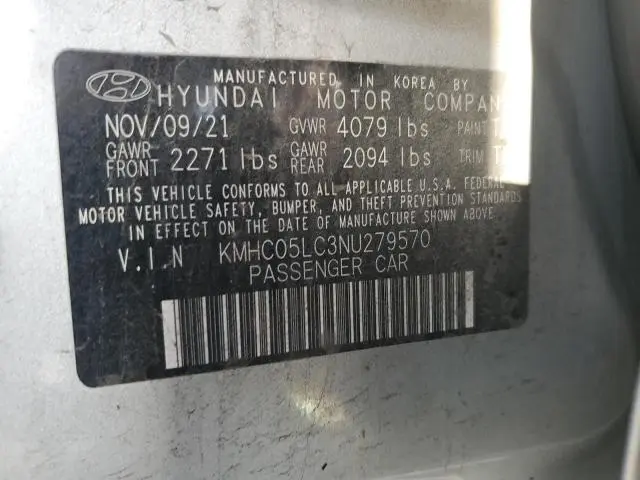 MANUFACTURED IN KOREA BY
HYUNDAI MOTOR COMPAN
NOV/09/21 GVWR 4079 lbs PAINT
GAWR FRONT 2271 lbs GAWR REAR 2094 lbs TRIM
THIS VEHICLE CONFORMS TO ALL APPLICABLE U.S.A. FEDERAL
MOTOR VEHICLE SAFETY, BUMPER, AND THEFT PREVENTION STANDARDS
IN EFFECT ON THE DATE OF MANUFACTURE SHOWN ABOVE.
V.I.N KMHC05LC3NU279570
PASSENGER CAR